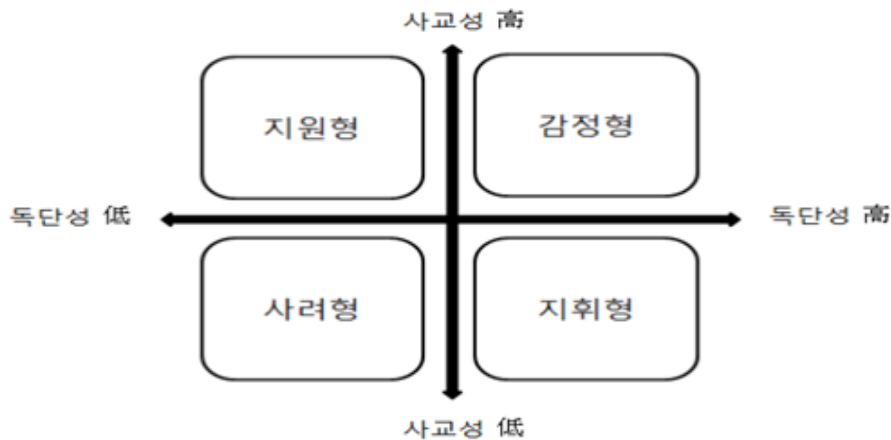 사교성 高
지원형 감정형
독단성 低 독단성 高
사려형 지휘형
사교성 低